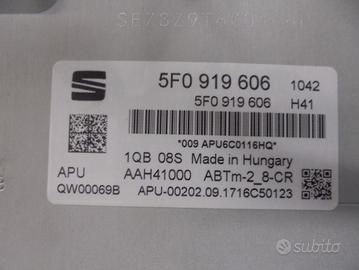 5F0 919 606 1042
5F0 919 606 H41
*009 APU6C0116HQ*
1QB 08S Made in Hungary
APU AAH41000 ABTm-2_8-CR
QW00069B APU-00202.09.1716C50123
subito